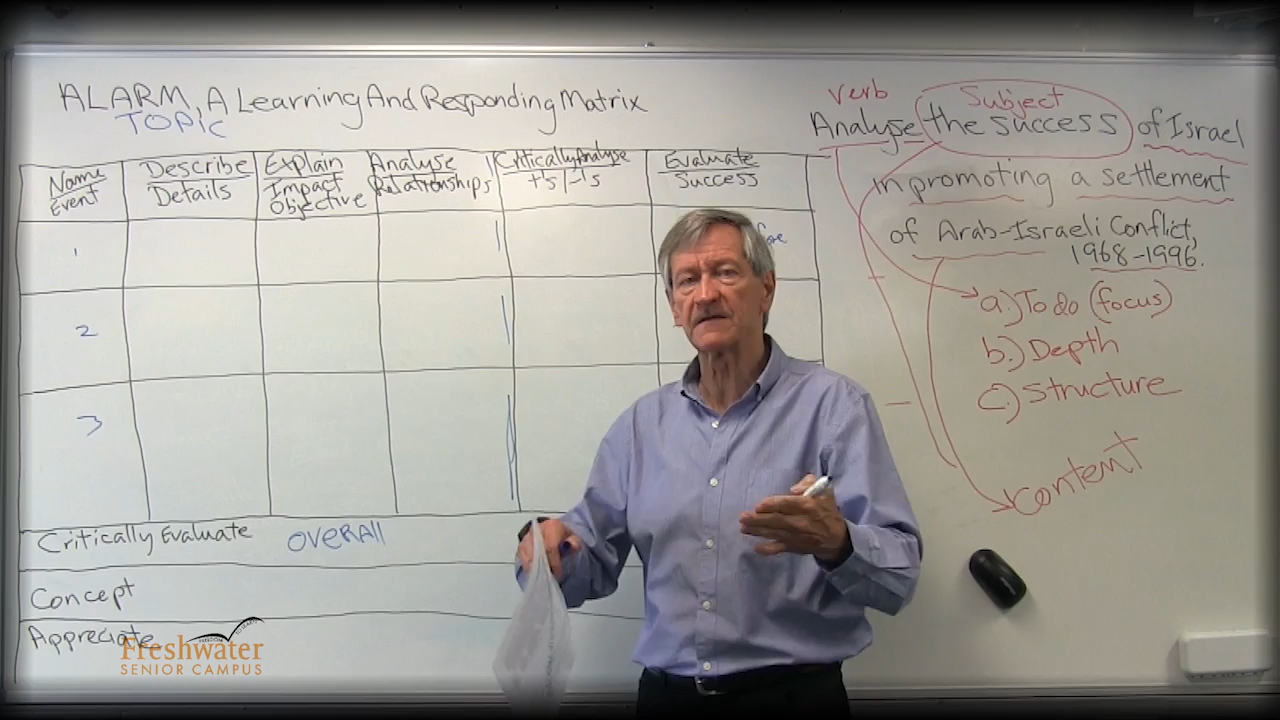 ALARM, A Learning And Responding Matrix
TOPIC
Name
Event
Describe
Details
Explain
Impact
Objective
Analyse
Relationships
Critically Analyse
+'s/-'s
Evaluate
Success
1
2
3
Critically Evaluate OVERALL
Concept
Appreciate
Freshwater
SENIOR CAMPUS
verb
Subject
Analyse the success of Israel
in promoting a settlement
of Arab-Israeli Conflict,
1968-1996.
a.) To do (focus)
b.) Depth
c.) Structure
content